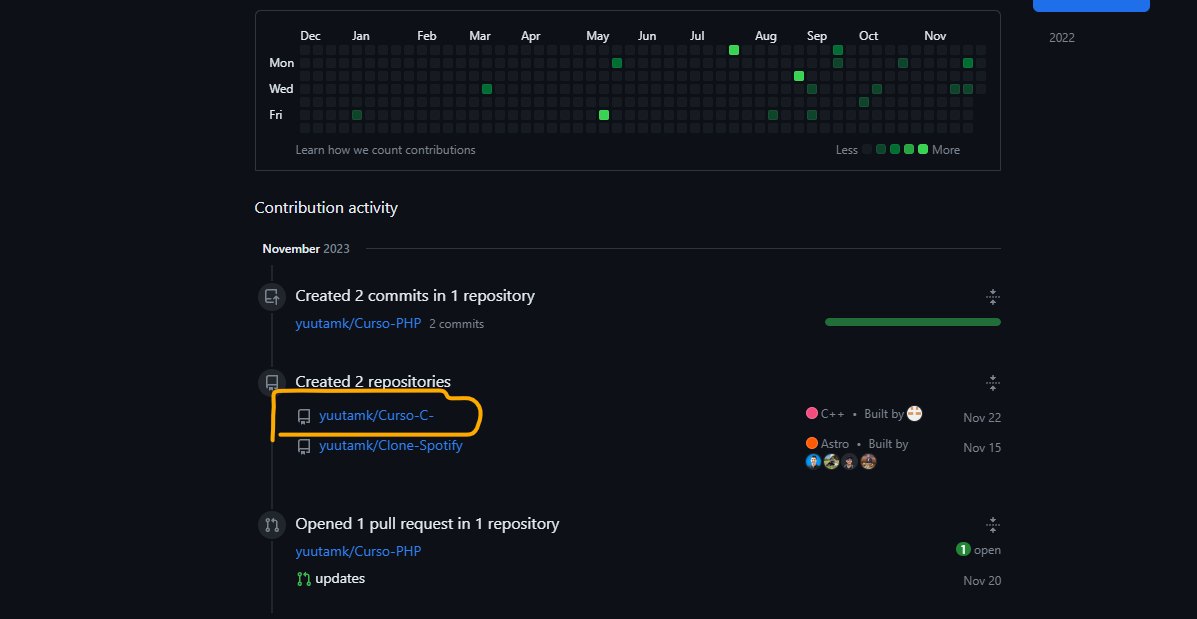 Dec Jan Feb Mar Apr May Jun Jul Aug Sep Oct Nov
2022
Mon
Wed
Fri
Learn how we count contributions
Less More
Contribution activity
November 2023
Created 2 commits in 1 repository
yuutamk/Curso-PHP 2 commits
Created 2 repositories
yuutamk/Curso-C- C++ • Built by Nov 22
yuutamk/Clone-Spotify Astro • Built by Nov 15
Opened 1 pull request in 1 repository
yuutamk/Curso-PHP 1 open
updates Nov 20